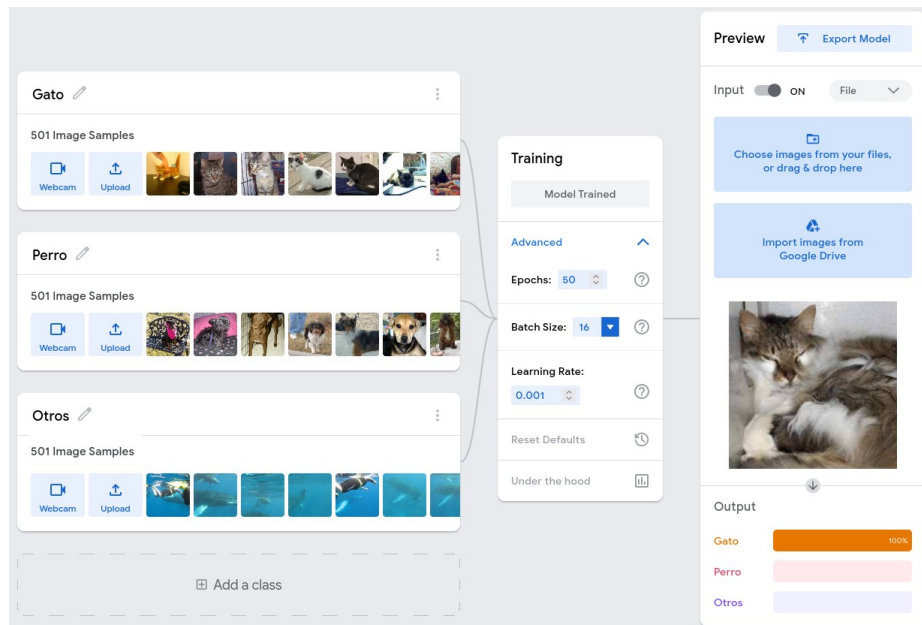 Gato
501 Image Samples
Webcam
Upload
Perro
501 Image Samples
Webcam
Upload
Otros
501 Image Samples
Webcam
Upload
Add a class
Training
Model Trained
Advanced
Epochs: 50
Batch Size: 16
Learning Rate:
0.001
Reset Defaults
Under the hood
Preview
Export Model
Input ON File
Choose images from your files,
or drag & drop here
Import images from
Google Drive
Output
Gato 100%
Perro
Otros